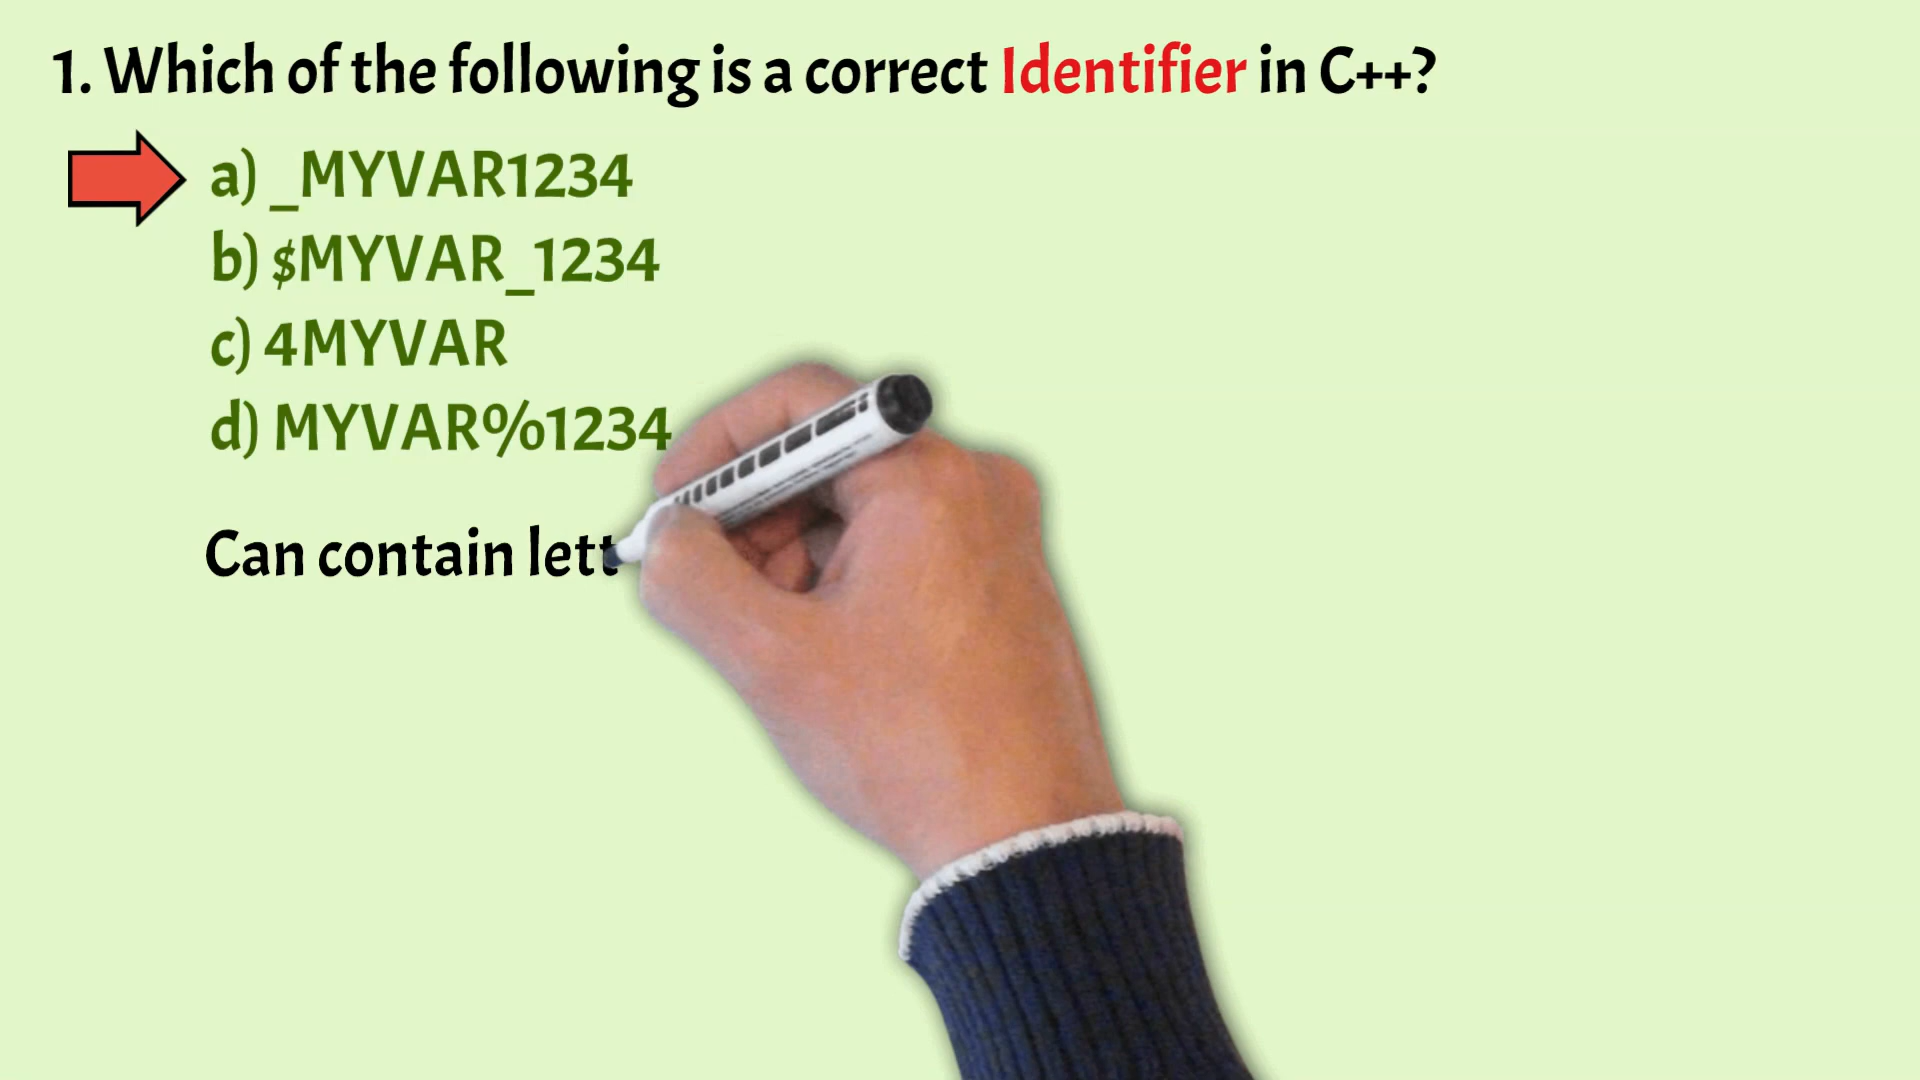 1. Which of the following is a correct Identifier in C++?
a) _MYVAR1234
b) $MYVAR_1234
c) 4MYVAR
d) MYVAR%1234
Can contain lett